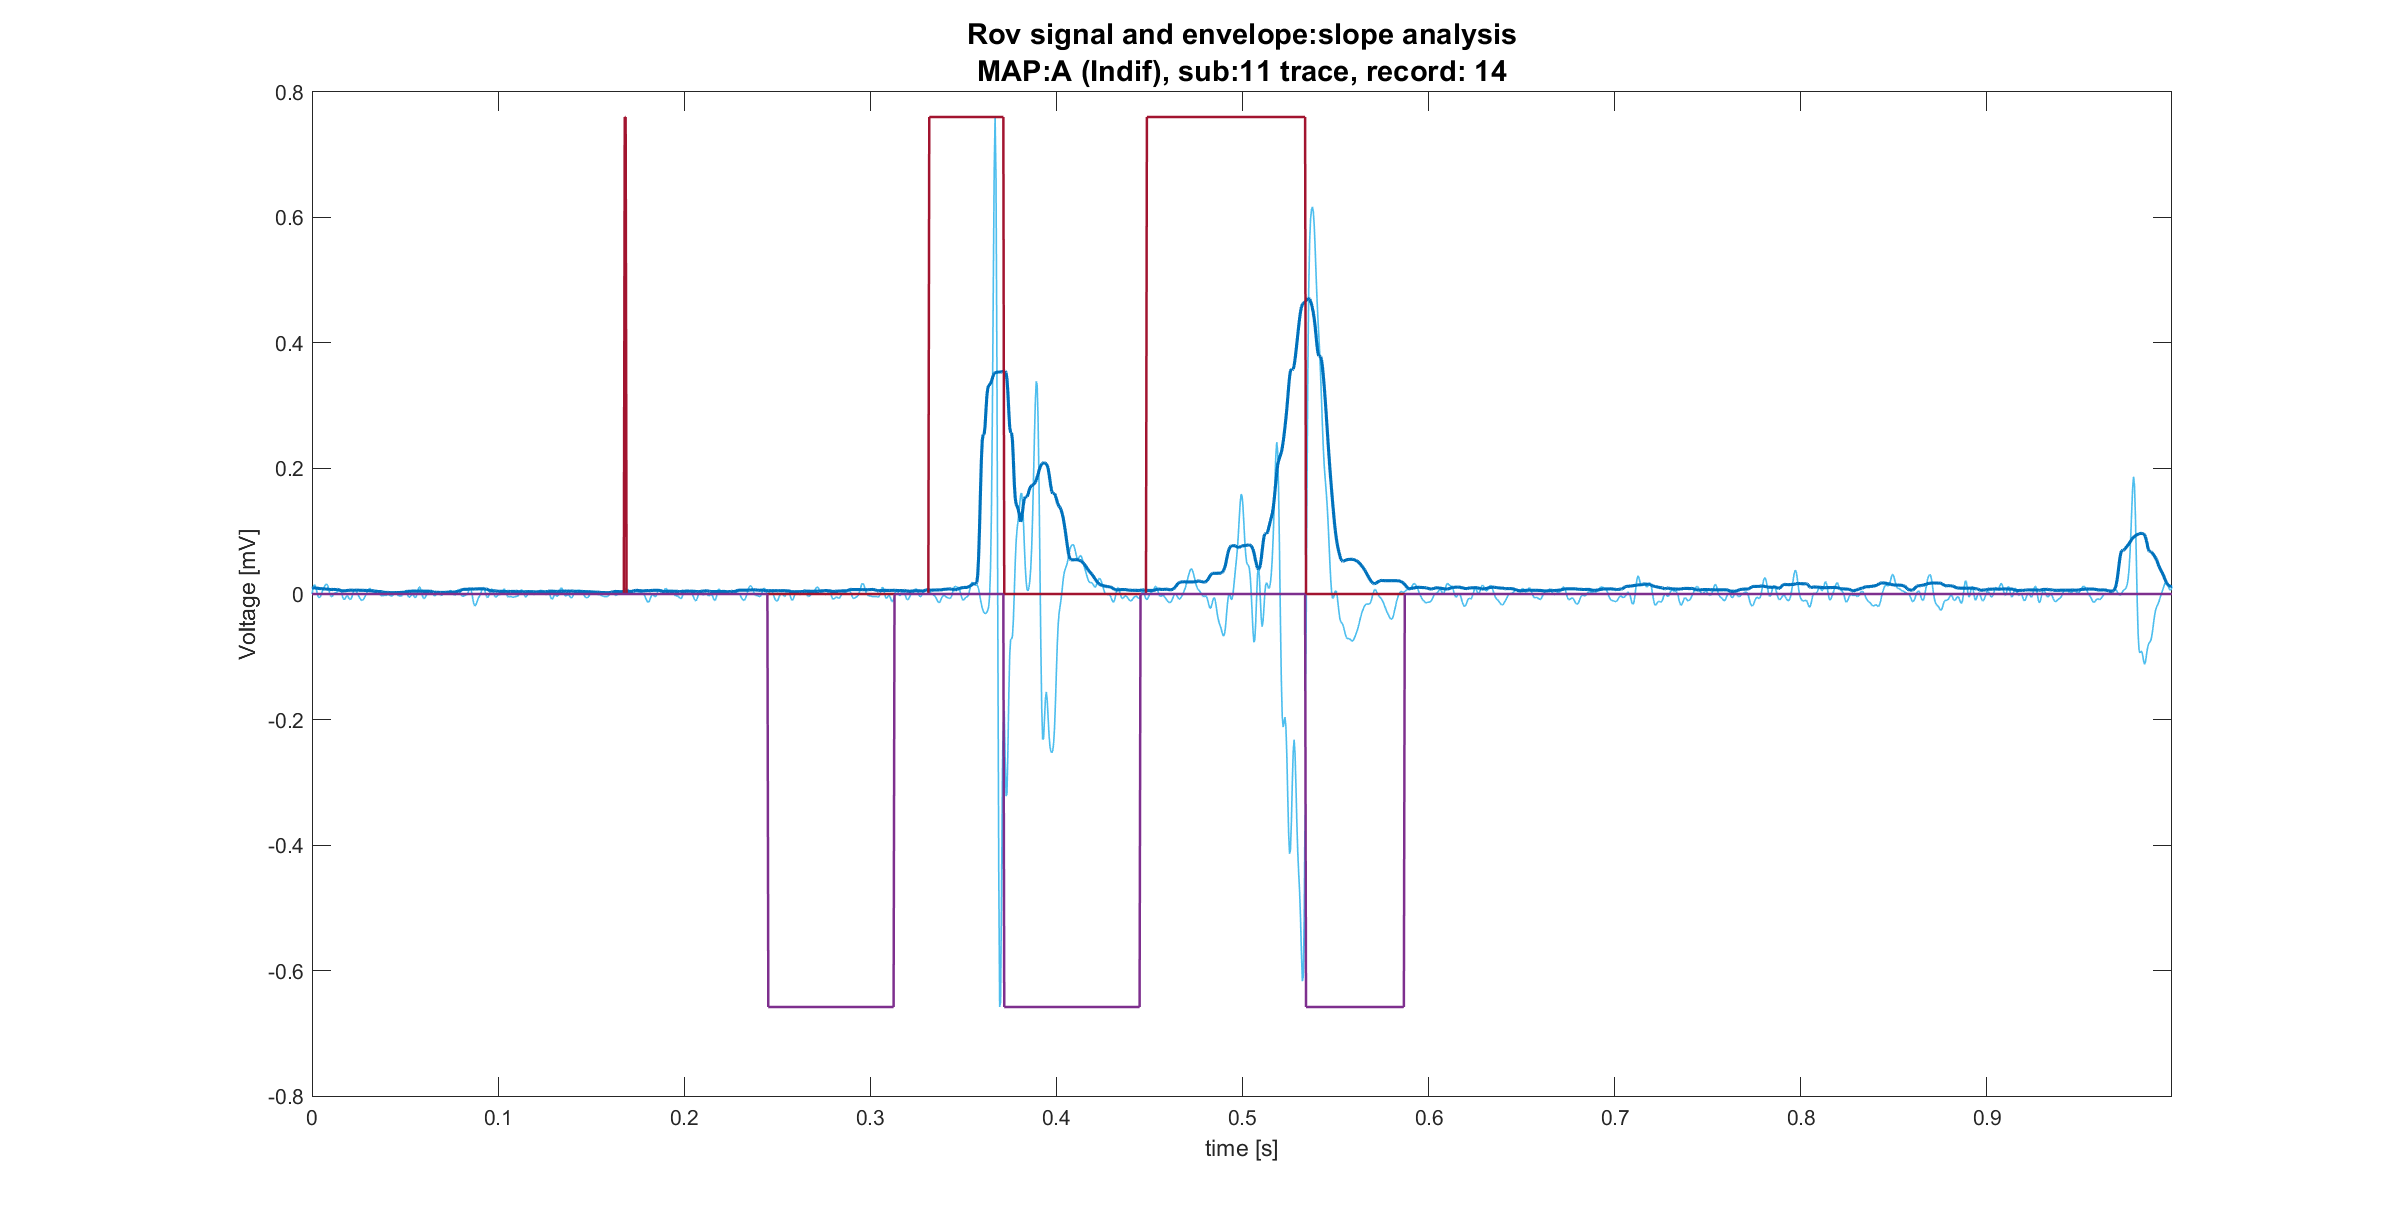 Rov signal and envelope:slope analysis
MAP:A (Indif), sub:11 trace, record: 14
0.8
0.6
0.4
0.2
0
-0.2
-0.4
-0.6
-0.8
Voltage [mV]
0 0.1 0.2 0.3 0.4 0.5 0.6 0.7 0.8 0.9
time [s]